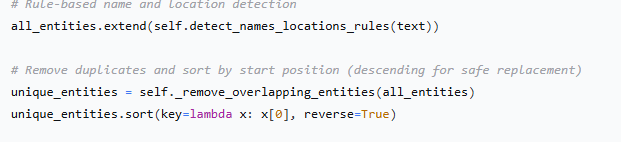 # Rule-based name and location detection
all_entities.extend(self.detect_names_locations_rules(text))
# Remove duplicates and sort by start position (descending for safe replacement)
unique_entities = self._remove_overlapping_entities(all_entities)
unique_entities.sort(key=lambda x: x[0], reverse=True)